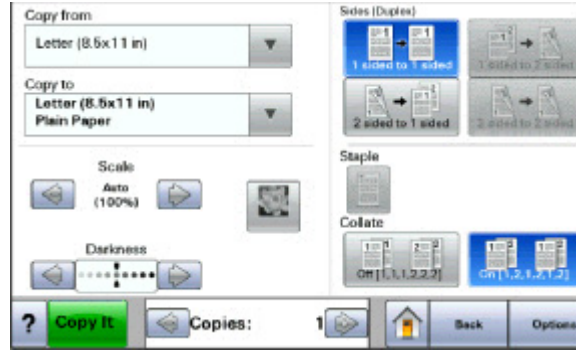 Copy from
Letter (8.5x11 in)
Copy to
Letter (8.5x11 in)
Plain Paper
Scale
Auto
(100%)
Darkness
Sides (Duplex)
1 sided to 1 sided
1 sided to 2 sided
2 sided to 1 sided
2 sided to 2 sided
Staple
Collate
Off [1,1,1,2,2,2]
On [1,2,1,2,1,2]
? Copy It Copies: 1 Back Options